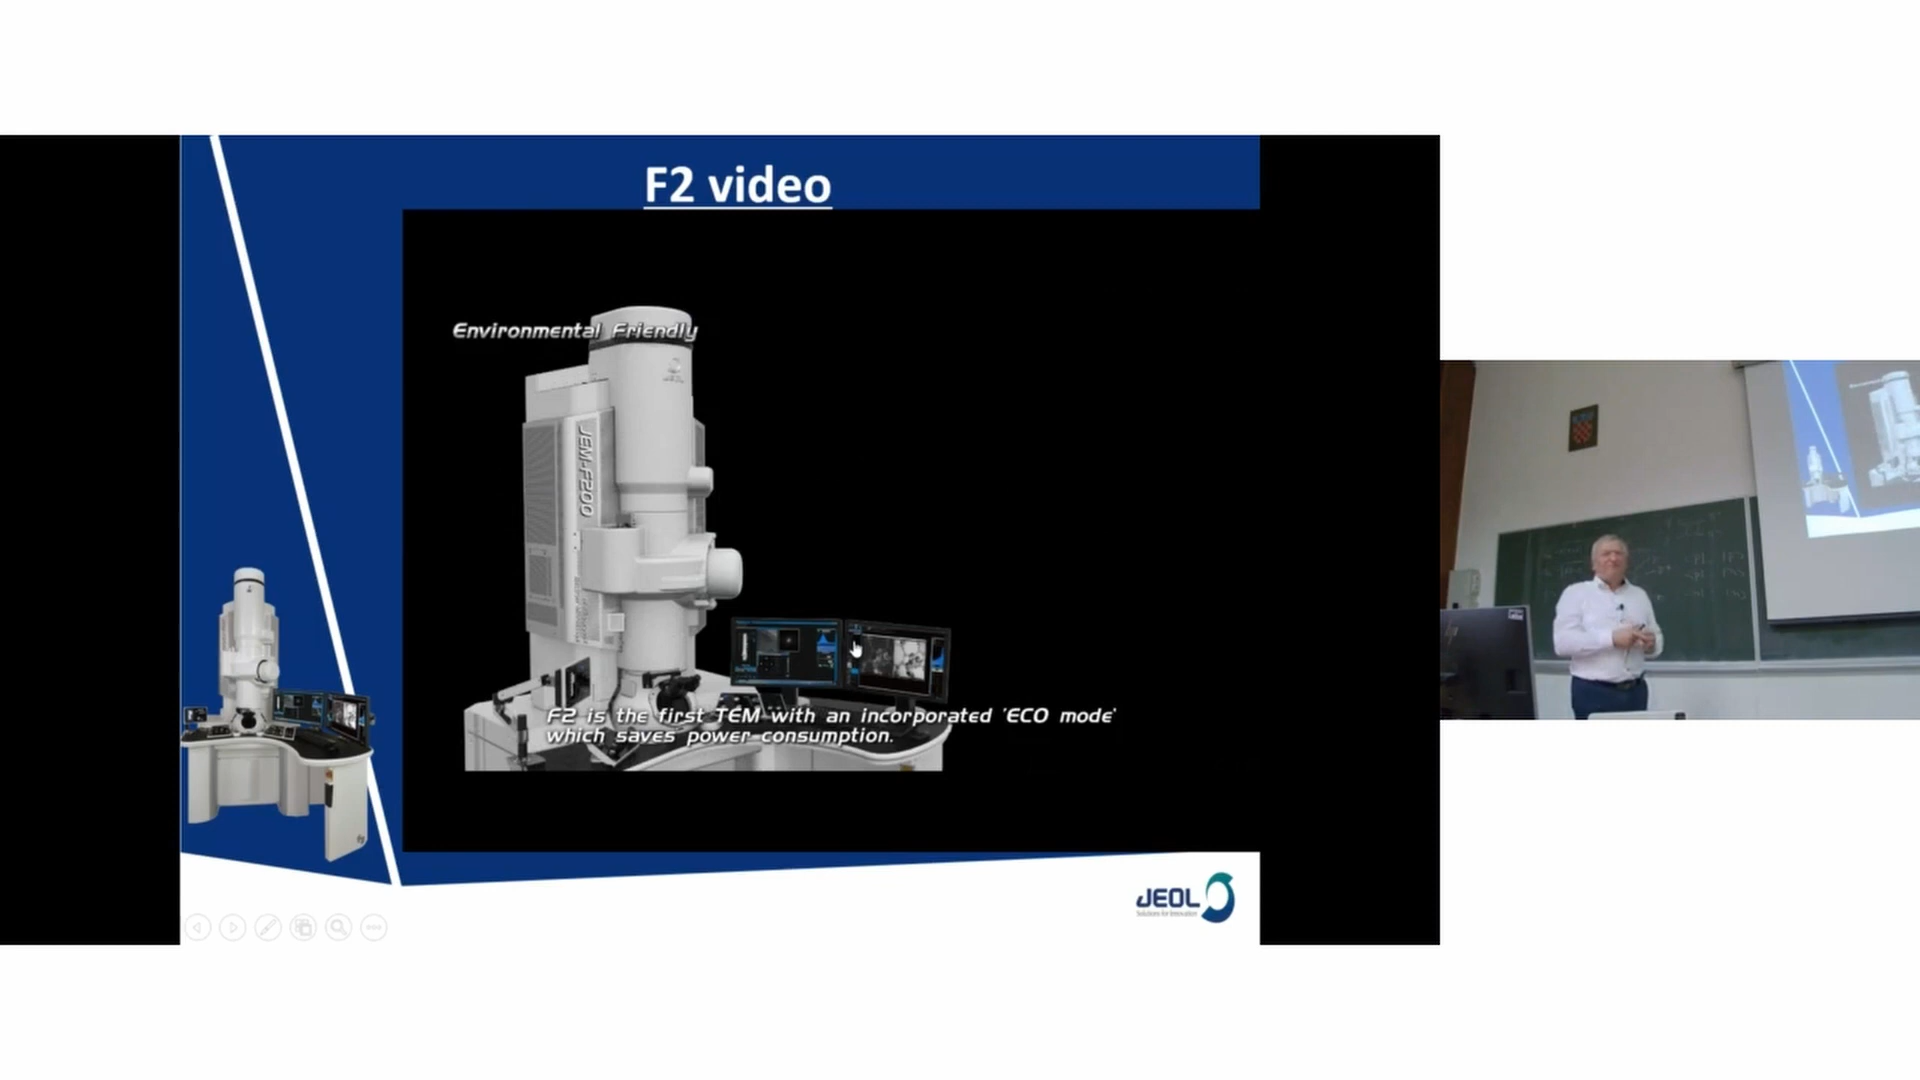 F2 video
Environmental Friendly
JEM-F200
F2 is the first TEM with an incorporated 'ECO mode'
which saves power consumption.
JEOL
Solutions for Innovation